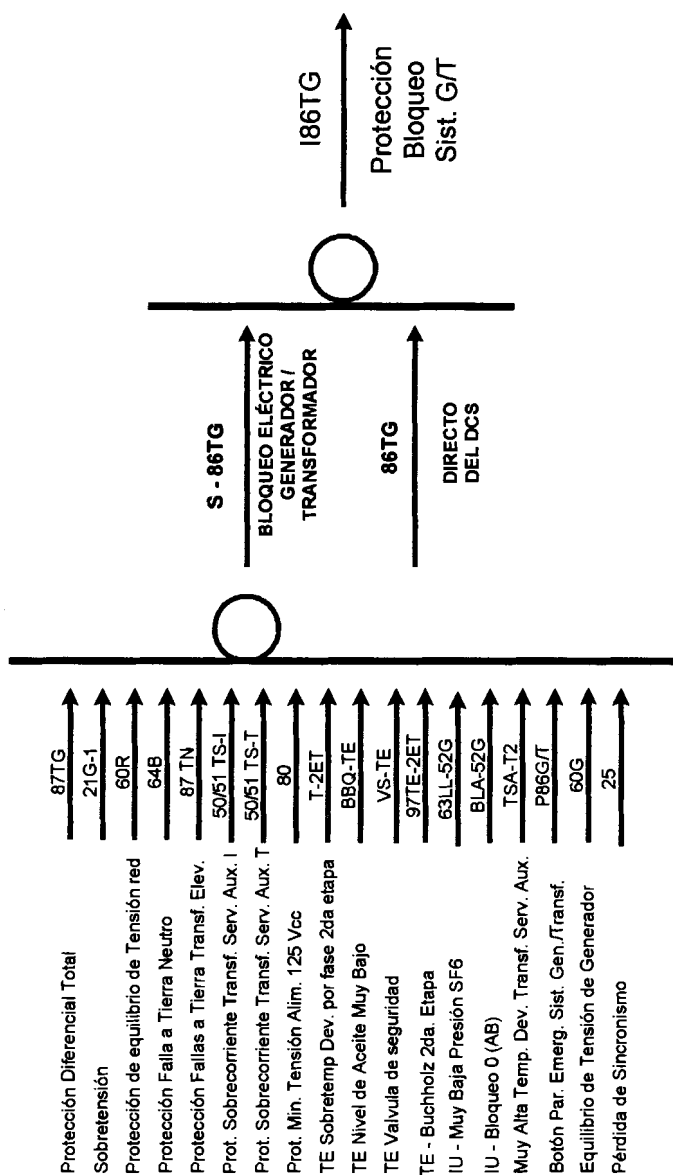 Protección Diferencial Total
87TG
Sobretensión
21G-1
Protección de equilibrio de Tensión red
60R
Protección Falla a Tierra Neutro
64B
Protección Fallas a Tierra Transf. Elev.
87 TN
Prot. Sobrecorriente Transf. Serv. Aux. I
50/51 TS-I
Prot. Sobrecorriente Transf. Serv. Aux. T
50/51 TS-T
Prot. Min. Tensión Alim. 125 Vcc
80
TE Sobretemp Dev. por fase 2da etapa
T-2ET
TE Nivel de Aceite Muy Bajo
BBQ-TE
TE Valvula de seguridad
VS-TE
TE - Buchholz 2da. Etapa
97TE-2ET
IU - Muy Baja Presión SF6
63LL-52G
IU - Bloqueo 0 (AB)
BLA-52G
Muy Alta Temp. Dev. Transf. Serv. Aux.
TSA-T2
Botón Par. Emerg. Sist. Gen./Transf.
P86G/T
Equilibrio de Tensión de Generador
60G
Pérdida de Sincronismo
25
S - 86TG
BLOQUEO ELÉCTRICO
GENERADOR /
TRANSFORMADOR
86TG
DIRECTO
DEL DCS
I86TG
Protección
Bloqueo
Sist. G/T